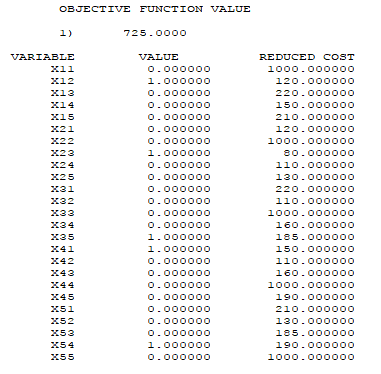 OBJECTIVE FUNCTION VALUE
1) 725.0000
VARIABLE VALUE REDUCED COST
X11 0.000000 1000.000000
X12 1.000000 120.000000
X13 0.000000 220.000000
X14 0.000000 150.000000
X15 0.000000 210.000000
X21 0.000000 120.000000
X22 0.000000 1000.000000
X23 1.000000 80.000000
X24 0.000000 110.000000
X25 0.000000 130.000000
X31 0.000000 220.000000
X32 0.000000 110.000000
X33 0.000000 1000.000000
X34 0.000000 160.000000
X35 1.000000 185.000000
X41 1.000000 150.000000
X42 0.000000 110.000000
X43 0.000000 160.000000
X44 0.000000 1000.000000
X45 0.000000 190.000000
X51 0.000000 210.000000
X52 0.000000 130.000000
X53 0.000000 185.000000
X54 1.000000 190.000000
X55 0.000000 1000.000000